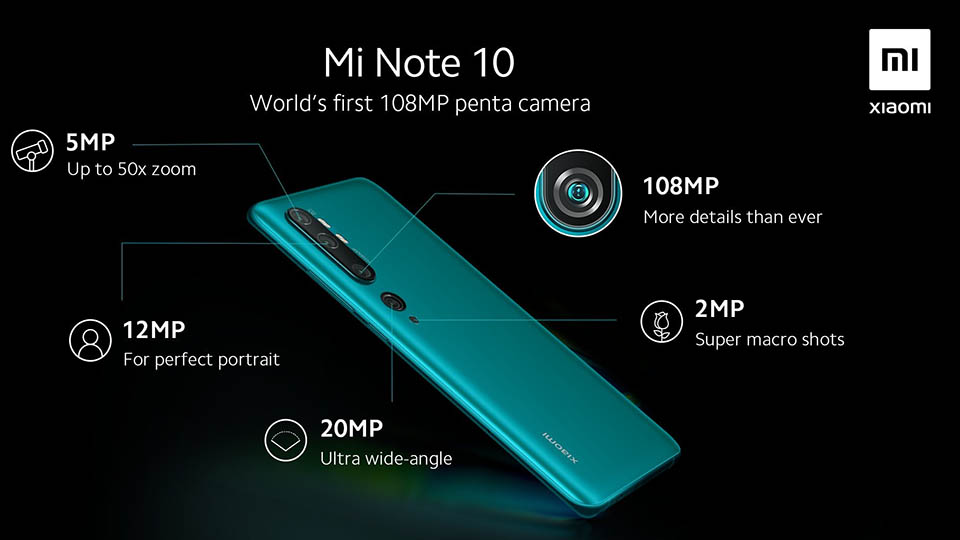 Mi Note 10
World's first 108MP penta camera
mi
xiaomi
5MP
Up to 50x zoom
108MP
More details than ever
12MP
For perfect portrait
2MP
Super macro shots
20MP
Ultra wide-angle
xiaomi